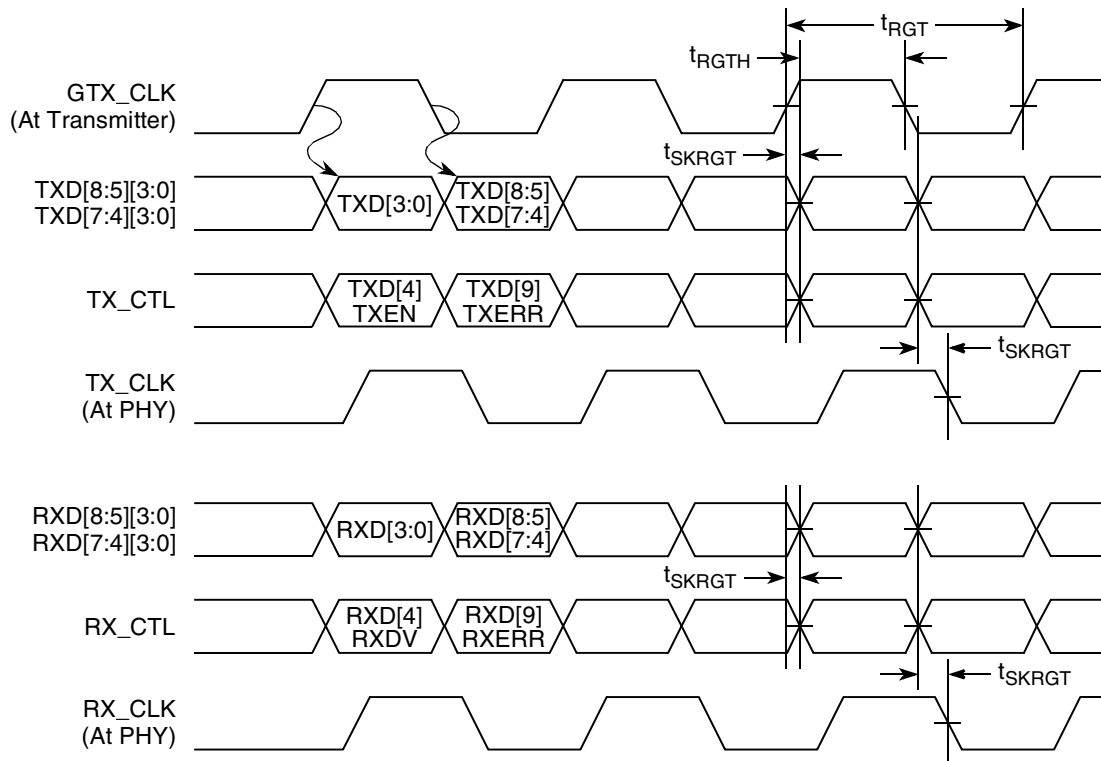 tRGT
tRGTH
GTX_CLK
(At Transmitter)
tSKRGT
TXD[8:5][3:0]
TXD[7:4][3:0]
TXD[3:0]
TXD[8:5]
TXD[7:4]
TX_CTL
TXD[4]
TXEN
TXD[9]
TXERR
tSKRGT
TX_CLK
(At PHY)
RXD[8:5][3:0]
RXD[7:4][3:0]
RXD[3:0]
RXD[8:5]
RXD[7:4]
tSKRGT
RX_CTL
RXD[4]
RXDV
RXD[9]
RXERR
tSKRGT
RX_CLK
(At PHY)